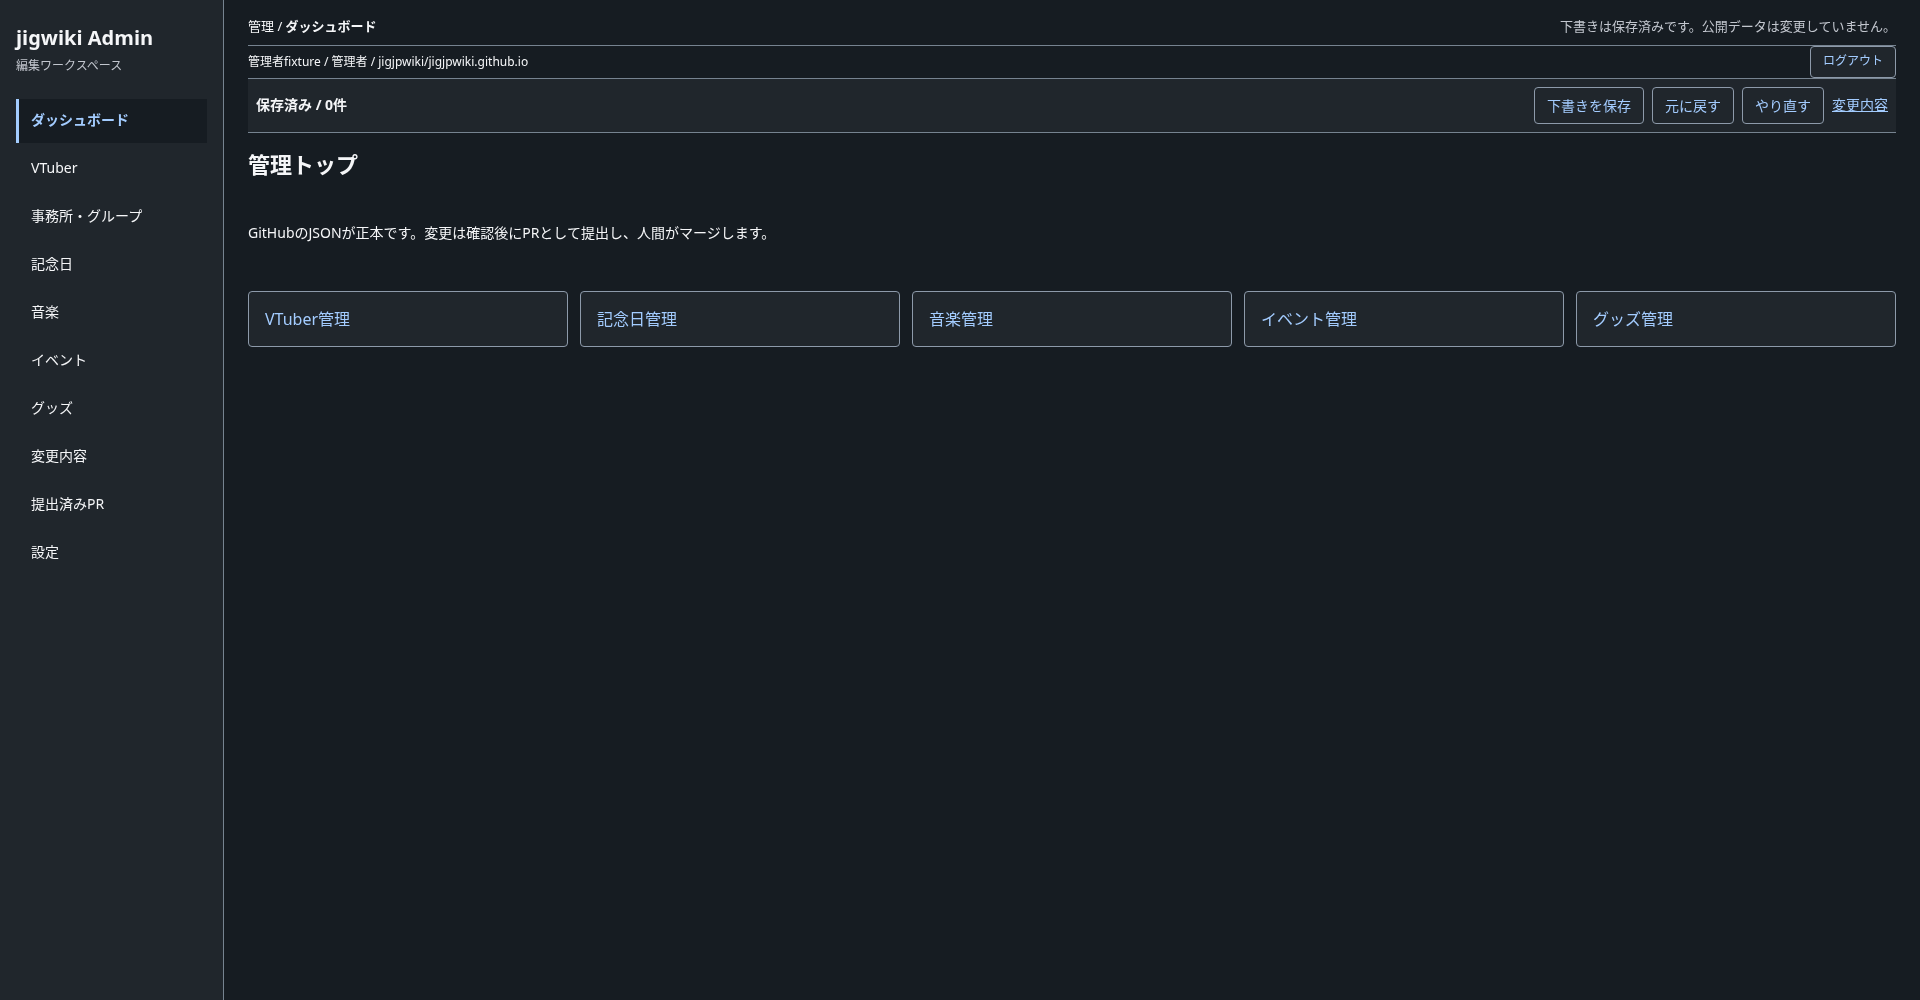 jigwiki Admin
編集ワークスペース
ダッシュボード
VTuber
事務所・グループ
記念日
音楽
イベント
グッズ
変更内容
提出済みPR
設定
管理 / ダッシュボード
下書きは保存済みです。公開データは変更していません。
管理者fixture / 管理者 / jigjpwiki/jigjpwiki.github.io
ログアウト
保存済み / 0件
下書きを保存
元に戻す
やり直す
変更内容
管理トップ
GitHubのJSONが正本です。変更は確認後にPRとして提出し、人間がマージします。
VTuber管理
記念日管理
音楽管理
イベント管理
グッズ管理